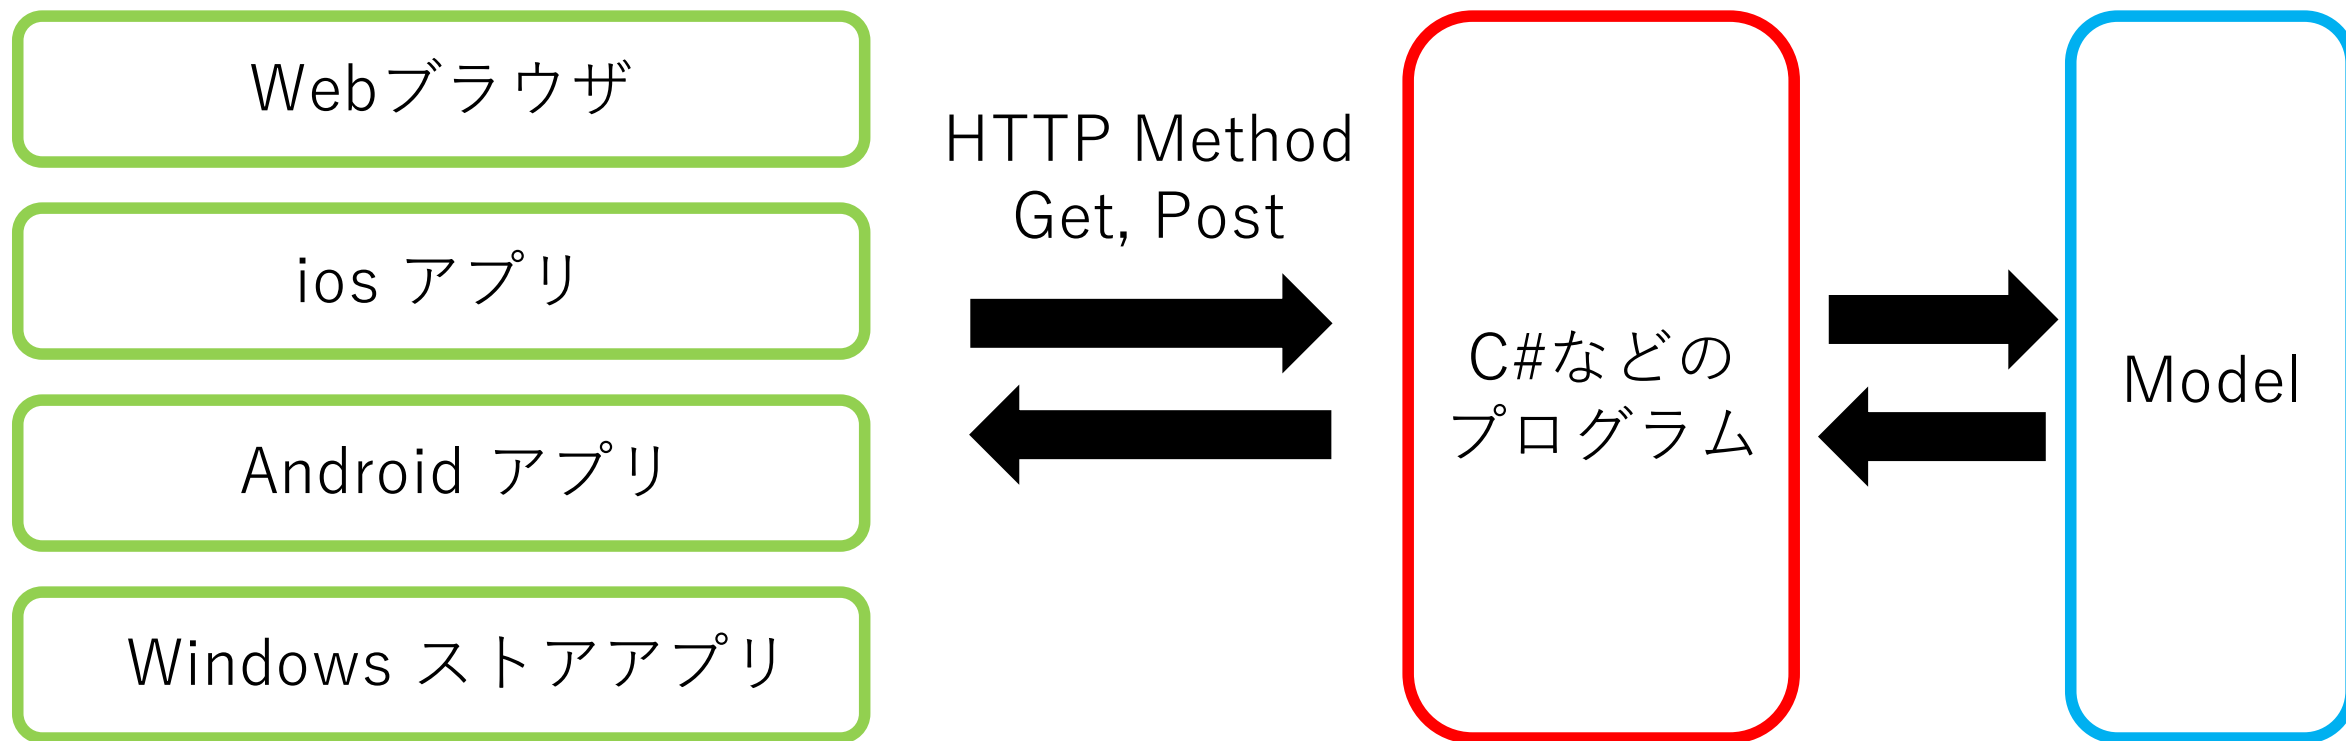 Webブラウザ
ios アプリ
Android アプリ
Windows ストアアプリ
HTTP Method
Get, Post
C#などの
プログラム
Model